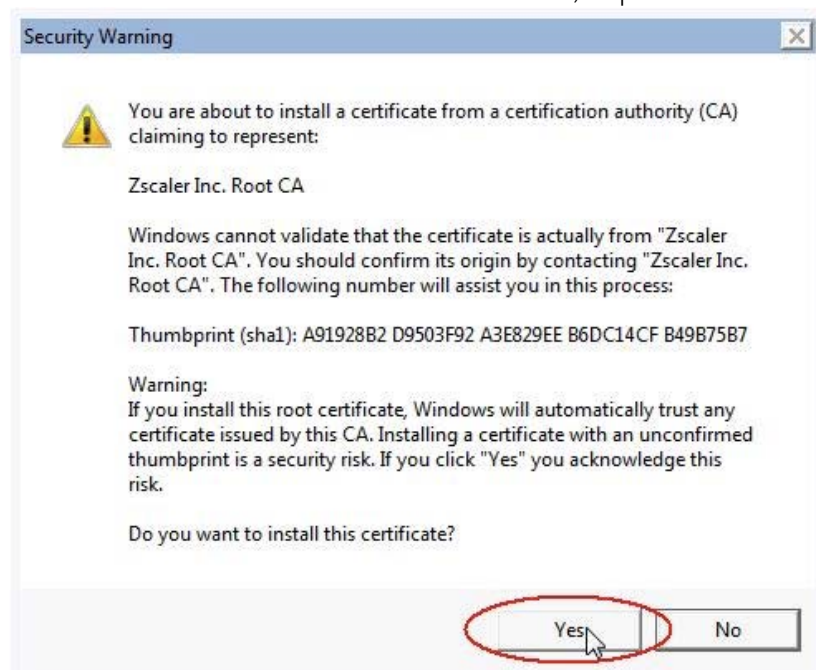 Security Warning
You are about to install a certificate from a certification authority (CA)
claiming to represent:
Zscaler Inc. Root CA
Windows cannot validate that the certificate is actually from "Zscaler
Inc. Root CA". You should confirm its origin by contacting "Zscaler Inc.
Root CA". The following number will assist you in this process:
Thumbprint (sha1): A91928B2 D9503F92 A3E829EE B6DC14CF B49B75B7
Warning:
If you install this root certificate, Windows will automatically trust any
certificate issued by this CA. Installing a certificate with an unconfirmed
thumbprint is a security risk. If you click "Yes" you acknowledge this
risk.
Do you want to install this certificate?
Yes
No